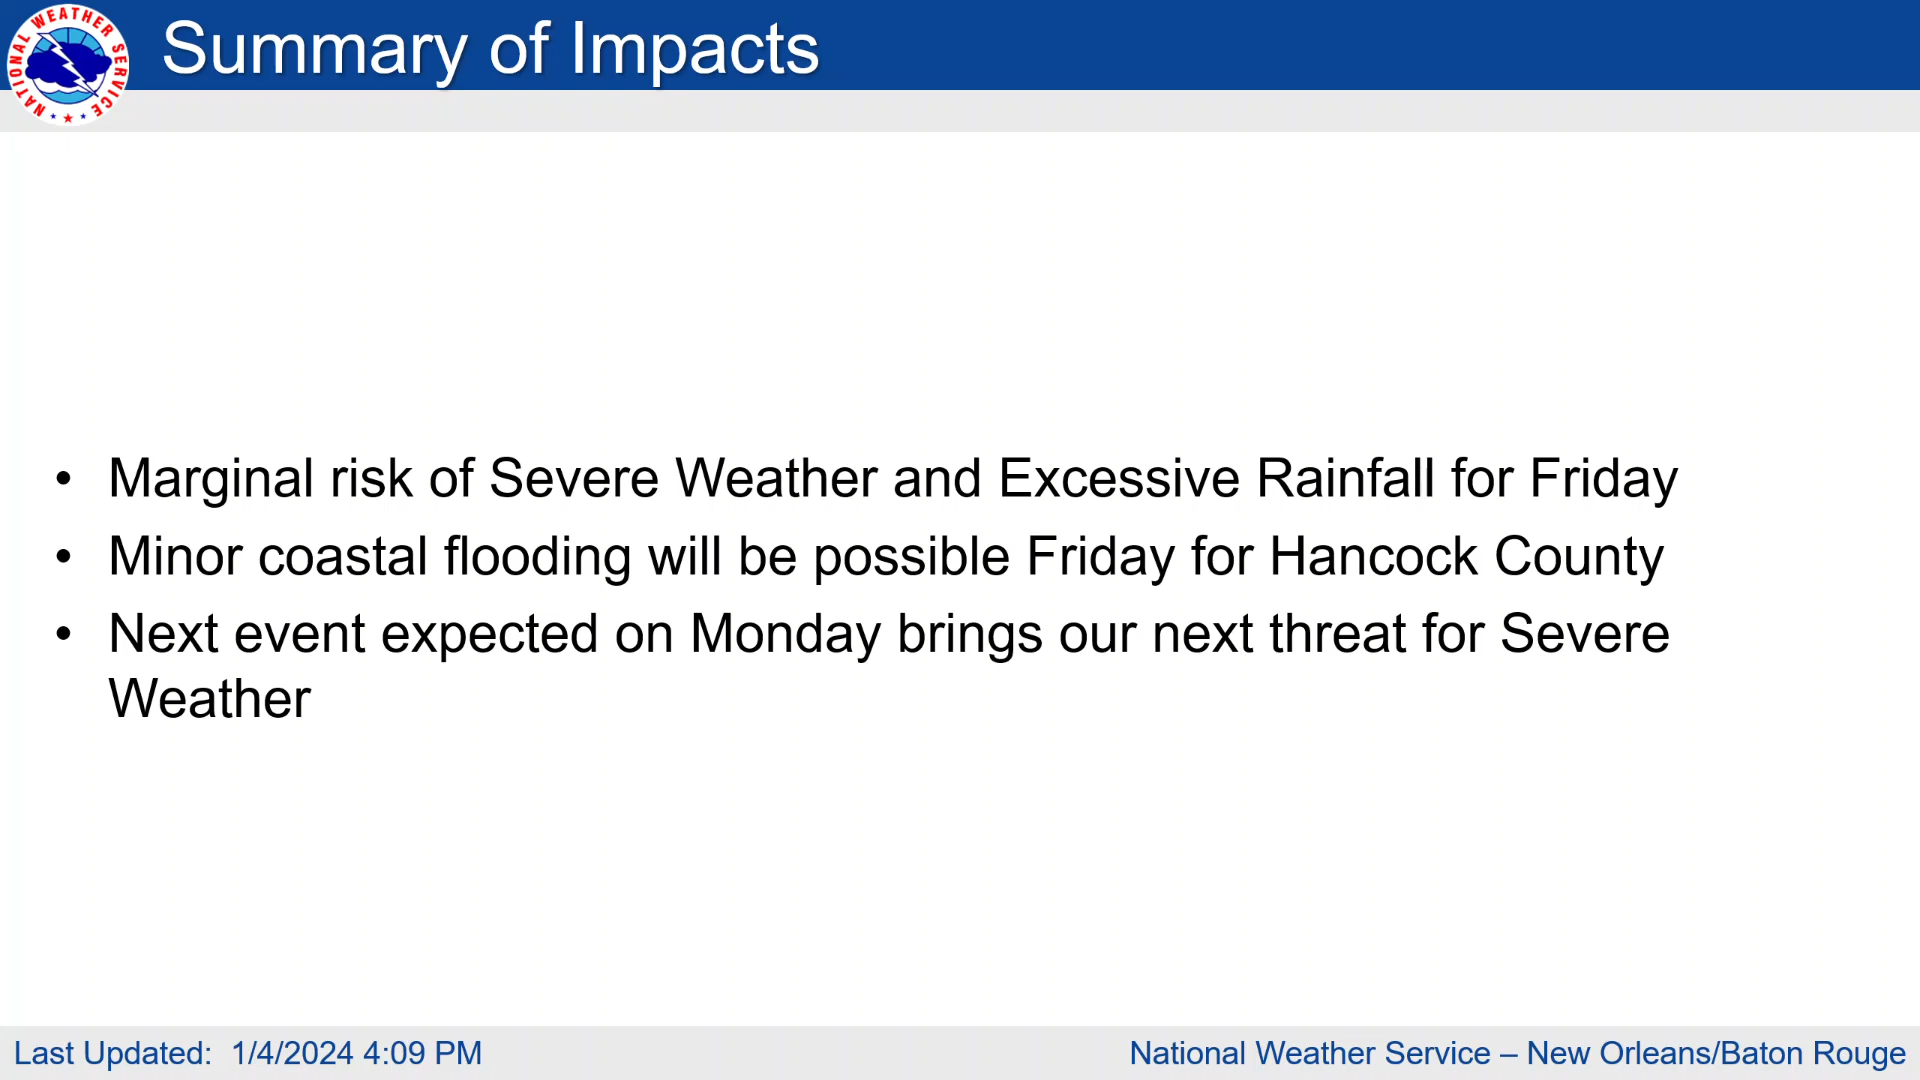 NATIONAL WEATHER SERVICE
Summary of Impacts
• Marginal risk of Severe Weather and Excessive Rainfall for Friday
• Minor coastal flooding will be possible Friday for Hancock County
• Next event expected on Monday brings our next threat for Severe
Weather
Last Updated: 1/4/2024 4:09 PM
National Weather Service – New Orleans/Baton Rouge